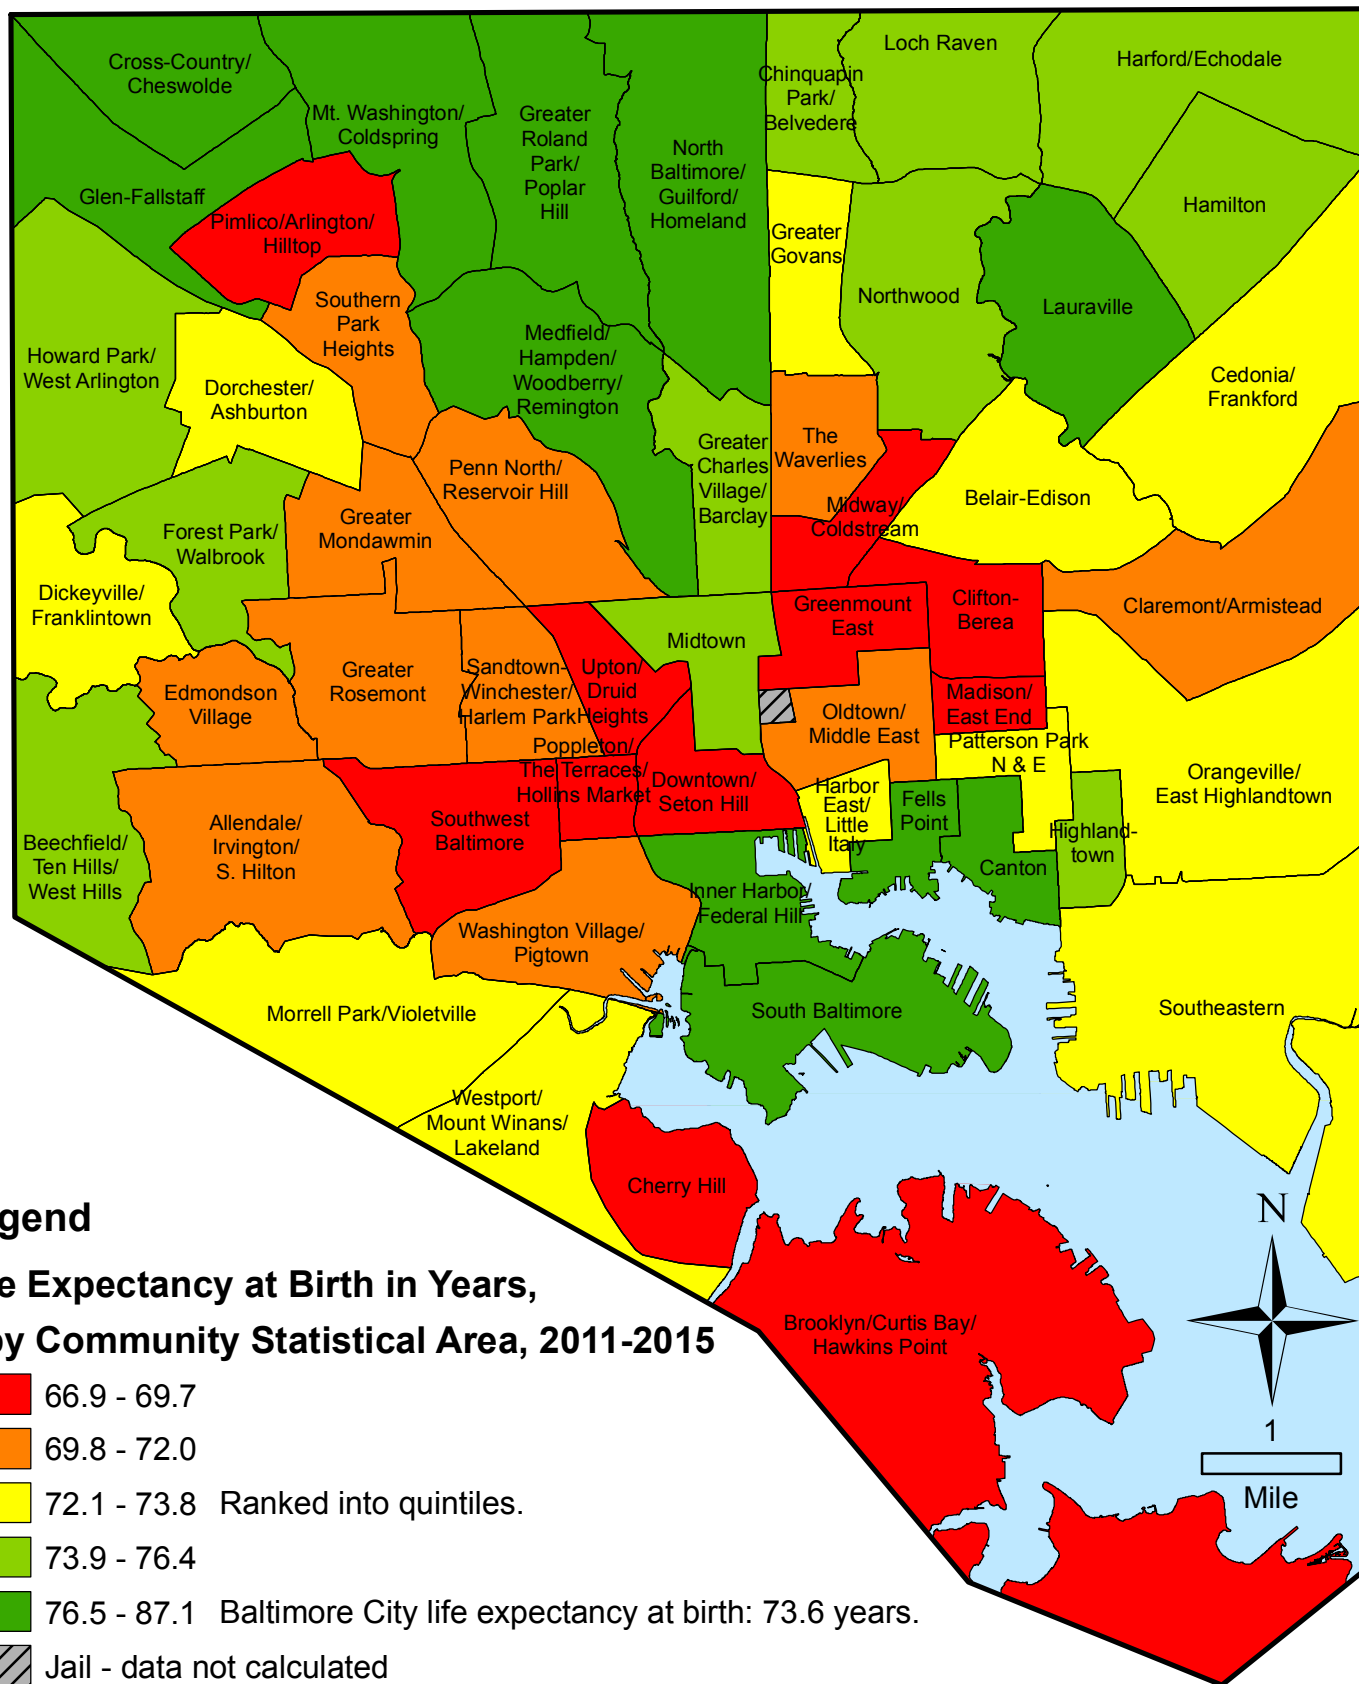 Cross-Country/
Cheswolde
Mt. Washington/
Coldspring
Greater
Roland
Park/
Poplar
Hill
North
Baltimore/
Guilford/
Homeland
Chinquapin
Park/
Belvedere
Loch Raven
Harford/Echodale
Glen-Fallstaff
Pimlico/Arlington/
Hilltop
Greater
Govans
Hamilton
Northwood
Lauraville
Southern
Park
Heights
Howard Park/
West Arlington
Dorchester/
Ashburton
Medfield/
Hampden/
Woodberry/
Remington
Cedonia/
Frankford
Greater
Charles
Village/
Barclay
The
Waverlies
Penn North/
Reservoir Hill
Midway/
Coldstream
Belair-Edison
Forest Park/
Walbrook
Greater
Mondawmin
Dickeyville/
Franklintown
Greenmount
East
Clifton-
Berea
Claremont/Armistead
Midtown
Edmondson
Village
Greater
Rosemont
Sandtown-
Winchester/
Harlem Park
Upton/
Druid
Heights
Madison/
East End
Oldtown/
Middle East
Patterson Park
N & E
Poppleton/
The Terraces/
Hollins Market
Downtown/
Seton Hill
Harbor
East/
Little
Italy
Fells
Point
Orangeville/
East Highlandtown
Beechfield/
Ten Hills/
West Hills
Allendale/
Irvington/
S. Hilton
Southwest
Baltimore
Highland-
town
Canton
Inner Harbor/
Federal Hill
Washington Village/
Pigtown
Morrell Park/Violetville
South Baltimore
Southeastern
Westport/
Mount Winans/
Lakeland
Cherry Hill
Brooklyn/Curtis Bay/
Hawkins Point
N
1
Mile
gend
e Expectancy at Birth in Years,
by Community Statistical Area, 2011-2015
66.9 - 69.7
69.8 - 72.0
72.1 - 73.8 Ranked into quintiles.
73.9 - 76.4
76.5 - 87.1 Baltimore City life expectancy at birth: 73.6 years.
Jail - data not calculated